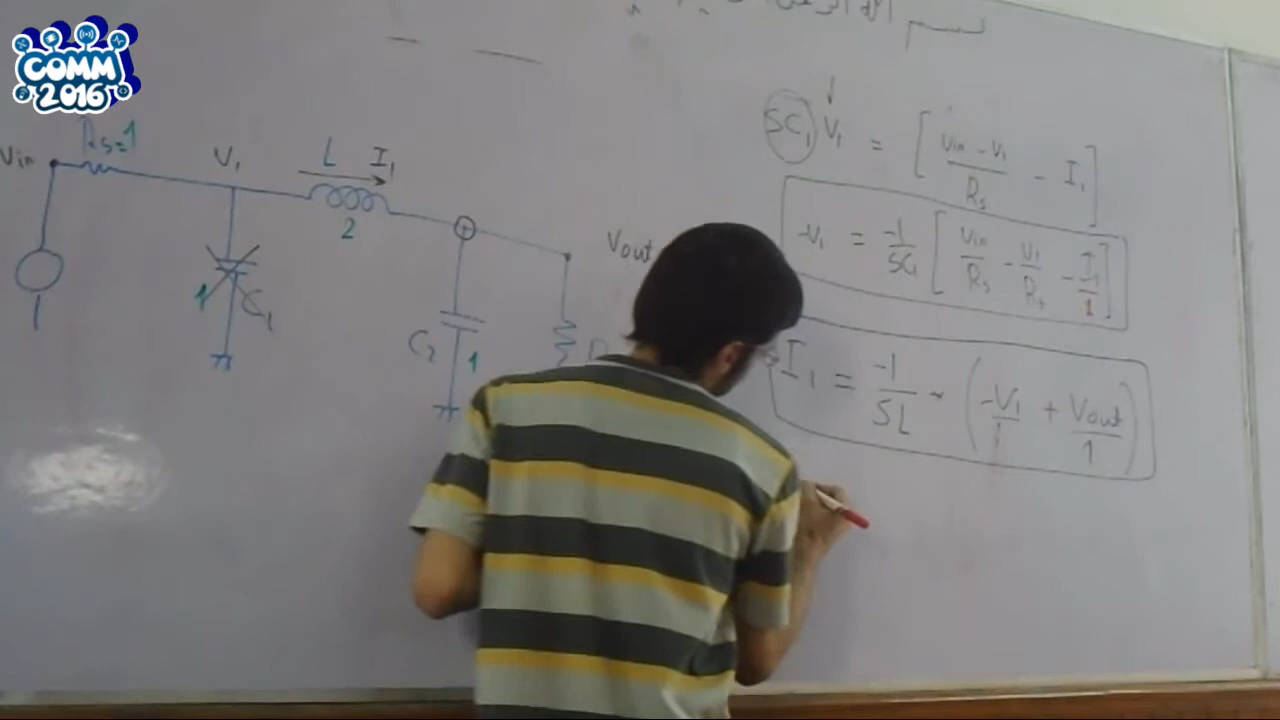 COMM
2016
Rs=1
Vin
V1
L
I1
2
Vout
1
C1
C2
1
SC1 V1 = [ (Vin - V1)/Rs - I1 ]
-V1 = -1/SC1 [ Vin/Rs - V1/Rs - I1/1 ]
I1 = -1/SL * ( -V1/1 + Vout/1 )